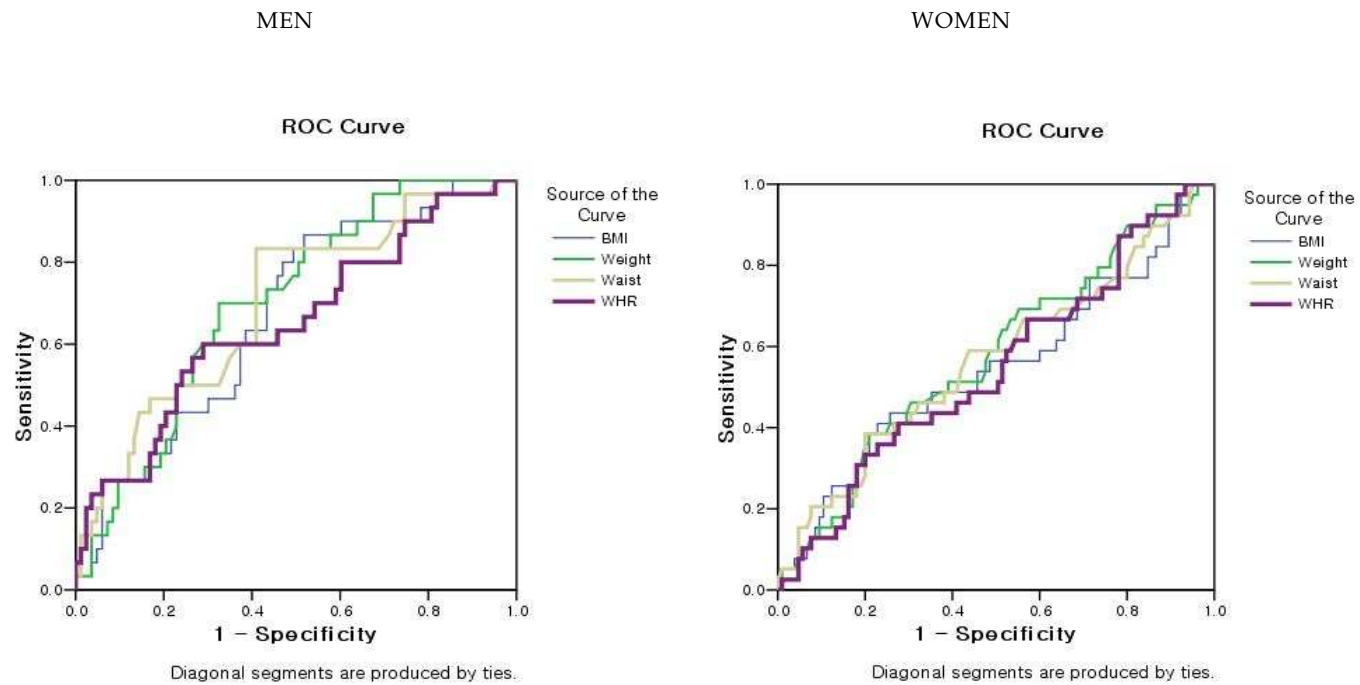 MEN
WOMEN
ROC Curve
1.0
0.8
0.6
0.4
0.2
0.0
Sensitivity
0.0 0.2 0.4 0.6 0.8 1.0
1 – Specificity
Diagonal segments are produced by ties.
Source of the
Curve
BMI
Weight
Waist
WHR
ROC Curve
1.0
0.8
0.6
0.4
0.2
0.0
Sensitivity
0.0 0.2 0.4 0.6 0.8 1.0
1 – Specificity
Diagonal segments are produced by ties.
Source of the
Curve
BMI
Weight
Waist
WHR